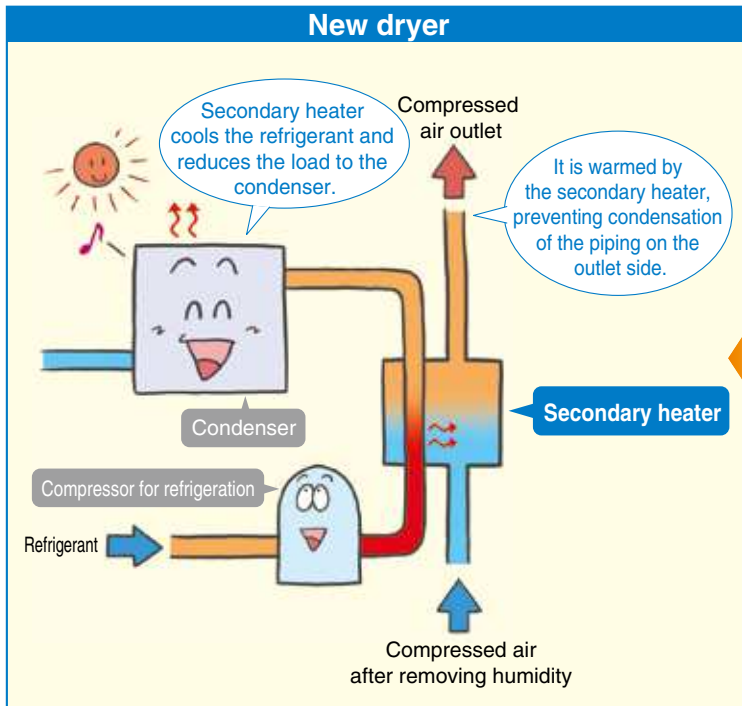 New dryer
Secondary heater
cools the refrigerant and
reduces the load to the
condenser.
Compressed
air outlet
It is warmed by
the secondary heater,
preventing condensation
of the piping on the
outlet side.
Condenser
Secondary heater
Compressor for refrigeration
Refrigerant
Compressed air
after removing humidity